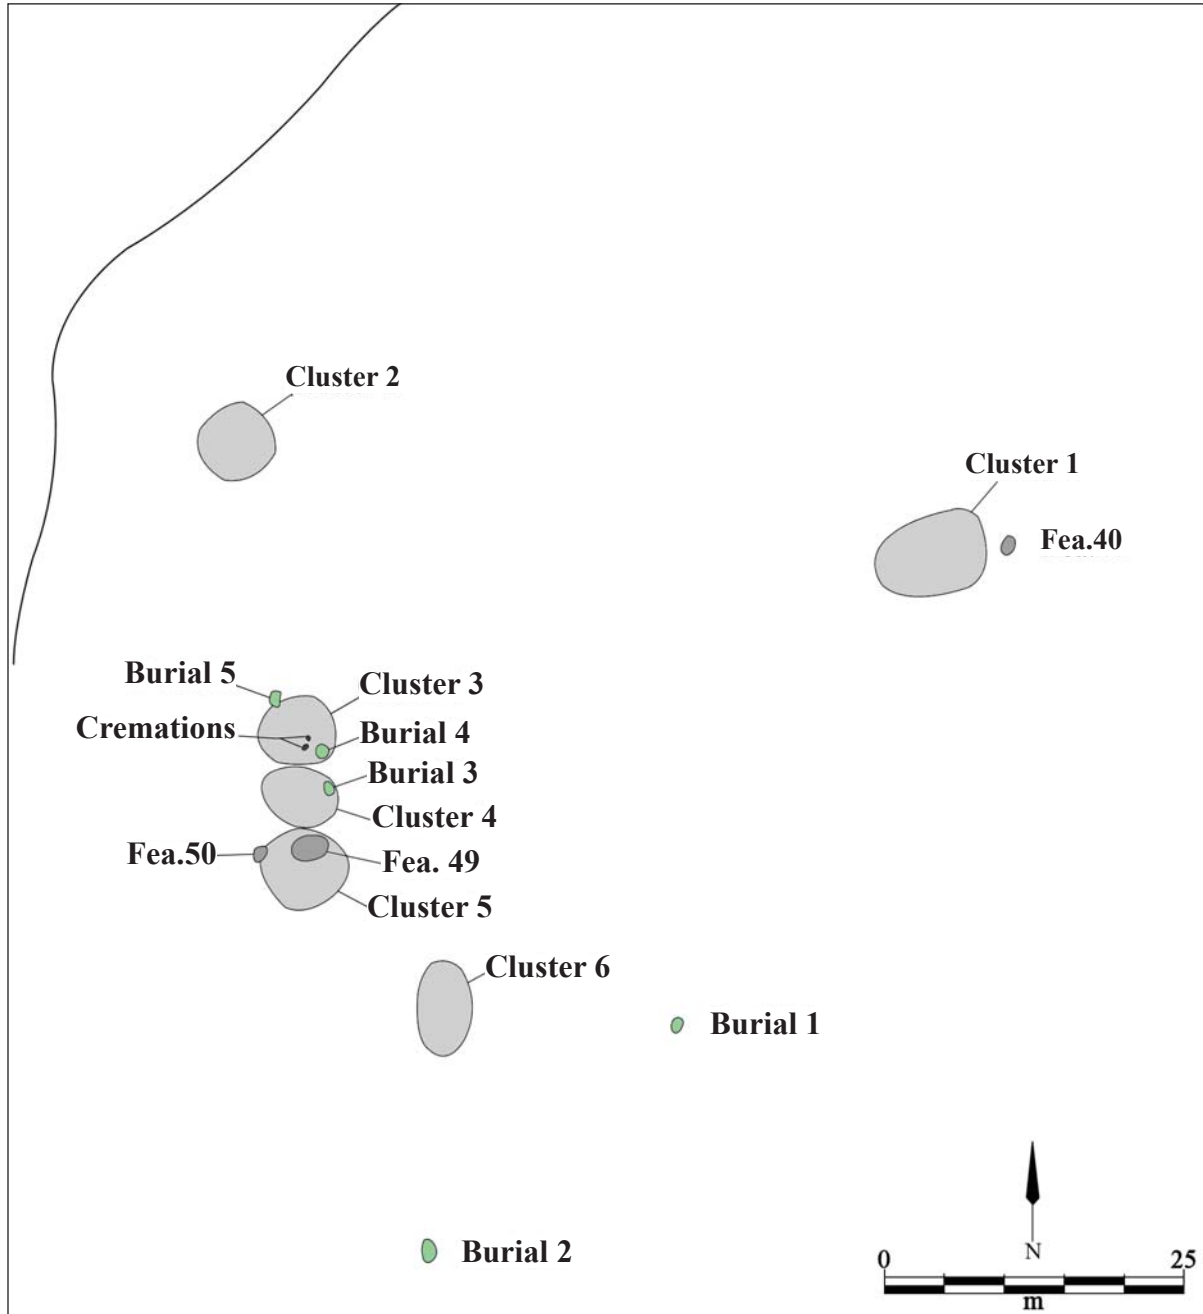 Cluster 2
Cluster 1
Fea.40
Burial 5
Cluster 3
Cremations
Burial 4
Burial 3
Cluster 4
Fea.50
Fea. 49
Cluster 5
Cluster 6
Burial 1
Burial 2
N
0
25
m